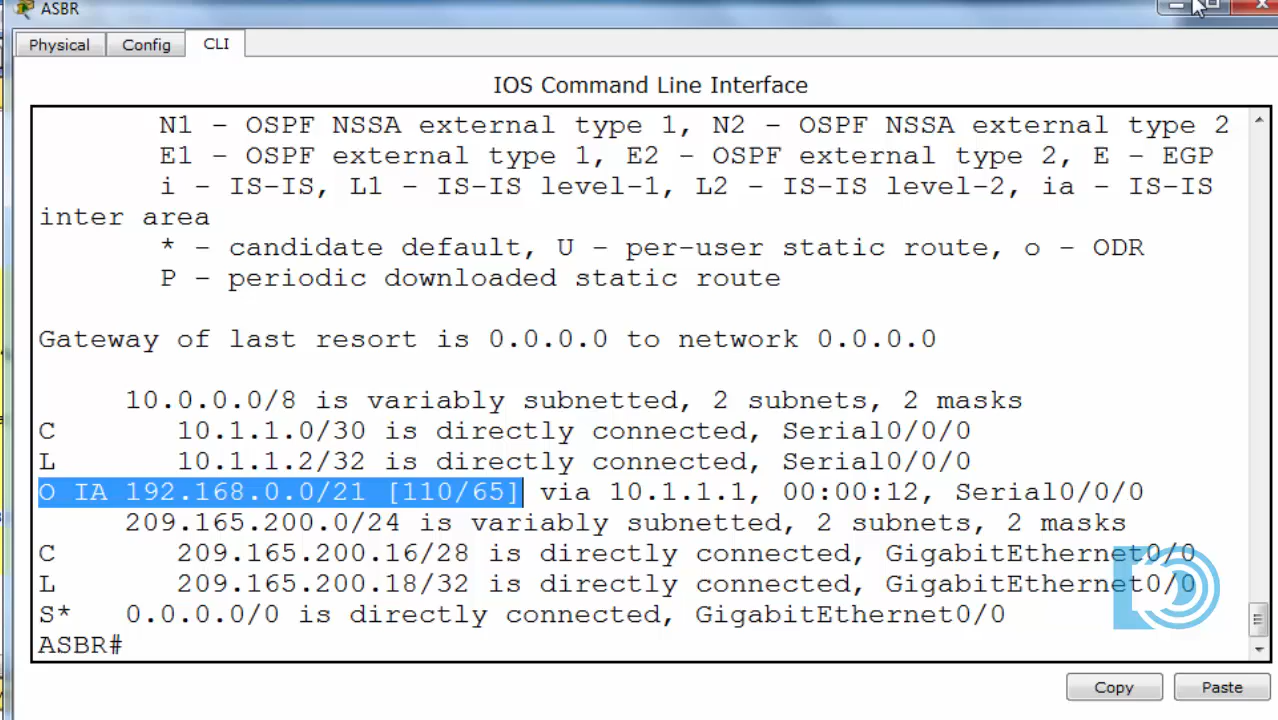 ASBR
Physical Config CLI
IOS Command Line Interface
N1 - OSPF NSSA external type 1, N2 - OSPF NSSA external type 2
E1 - OSPF external type 1, E2 - OSPF external type 2, E - EGP
i - IS-IS, L1 - IS-IS level-1, L2 - IS-IS level-2, ia - IS-IS
inter area
* - candidate default, U - per-user static route, o - ODR
P - periodic downloaded static route
Gateway of last resort is 0.0.0.0 to network 0.0.0.0
10.0.0.0/8 is variably subnetted, 2 subnets, 2 masks
C 10.1.1.0/30 is directly connected, Serial0/0/0
L 10.1.1.2/32 is directly connected, Serial0/0/0
O IA 192.168.0.0/21 [110/65] via 10.1.1.1, 00:00:12, Serial0/0/0
209.165.200.0/24 is variably subnetted, 2 subnets, 2 masks
C 209.165.200.16/28 is directly connected, GigabitEthernet0/0
L 209.165.200.18/32 is directly connected, GigabitEthernet0/0
S* 0.0.0.0/0 is directly connected, GigabitEthernet0/0
ASBR#
Copy Paste